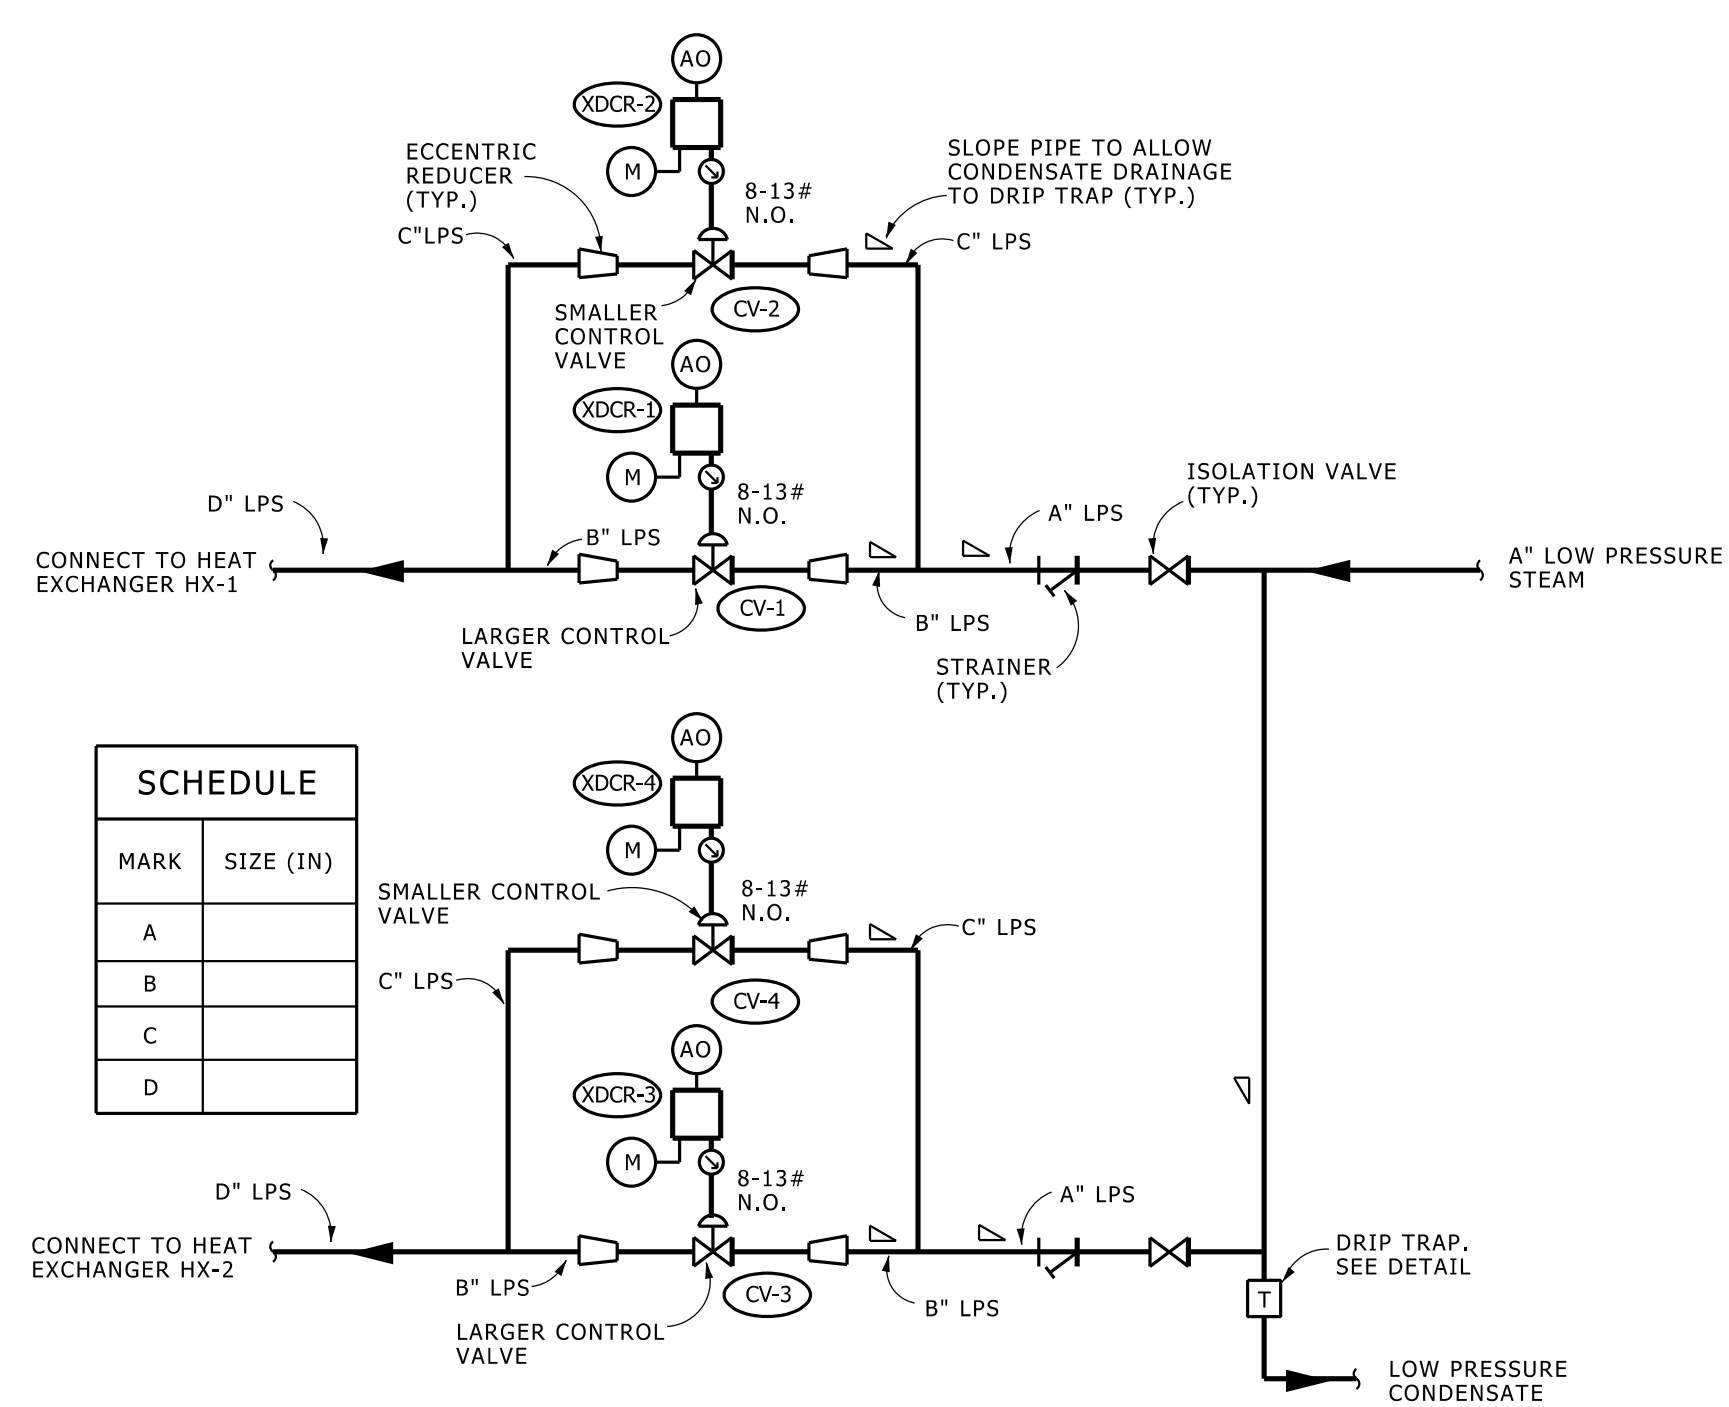 AO
XDCR-2
M
ECCENTRIC
REDUCER
(TYP.)
8-13#
N.O.
SLOPE PIPE TO ALLOW
CONDENSATE DRAINAGE
TO DRIP TRAP (TYP.)
C"LPS
C" LPS
SMALLER
CONTROL
VALVE
CV-2
AO
XDCR-1
M
8-13#
N.O.
ISOLATION VALVE
(TYP.)
D" LPS
B" LPS
A" LPS
CONNECT TO HEAT
EXCHANGER HX-1
A" LOW PRESSURE
STEAM
CV-1
B" LPS
LARGER CONTROL
VALVE
STRAINER
(TYP.)
SCHEDULE
MARK
SIZE (IN)
A
B
C
D
AO
XDCR-4
M
SMALLER CONTROL
VALVE
8-13#
N.O.
C" LPS
C" LPS
CV-4
AO
XDCR-3
M
8-13#
N.O.
D" LPS
A" LPS
CONNECT TO HEAT
EXCHANGER HX-2
DRIP TRAP.
SEE DETAIL
B" LPS
CV-3
B" LPS
T
LARGER CONTROL
VALVE
LOW PRESSURE
CONDENSATE